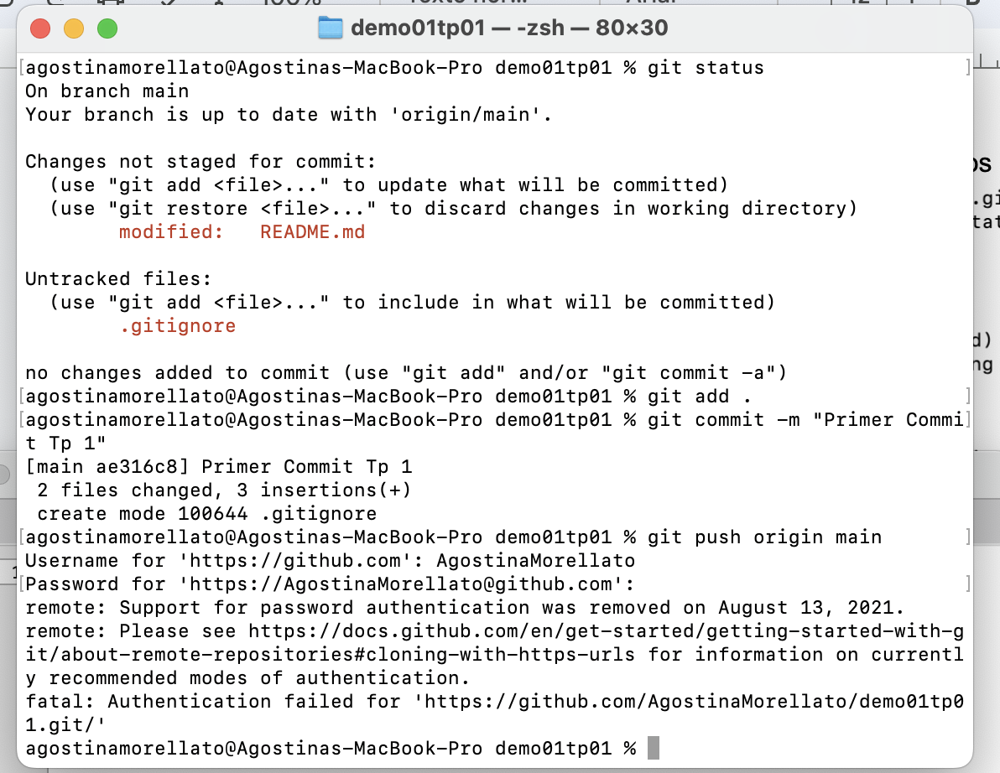 demo01tp01 — -zsh — 80×30
[agostinamorellato@Agostinas-MacBook-Pro demo01tp01 % git status ]
On branch main
Your branch is up to date with 'origin/main'.
Changes not staged for commit:
  (use "git add <file>..." to update what will be committed)
  (use "git restore <file>..." to discard changes in working directory)
        modified:   README.md
Untracked files:
  (use "git add <file>..." to include in what will be committed)
        .gitignore
no changes added to commit (use "git add" and/or "git commit -a")
[agostinamorellato@Agostinas-MacBook-Pro demo01tp01 % git add . ]
[agostinamorellato@Agostinas-MacBook-Pro demo01tp01 % git commit -m "Primer Commi]
t Tp 1"
[main ae316c8] Primer Commit Tp 1
 2 files changed, 3 insertions(+)
 create mode 100644 .gitignore
[agostinamorellato@Agostinas-MacBook-Pro demo01tp01 % git push origin main ]
Username for 'https://github.com': AgostinaMorellato
[Password for 'https://AgostinaMorellato@github.com': ]
remote: Support for password authentication was removed on August 13, 2021.
remote: Please see https://docs.github.com/en/get-started/getting-started-with-g
it/about-remote-repositories#cloning-with-https-urls for information on currentl
y recommended modes of authentication.
fatal: Authentication failed for 'https://github.com/AgostinaMorellato/demo01tp0
1.git/'
agostinamorellato@Agostinas-MacBook-Pro demo01tp01 %